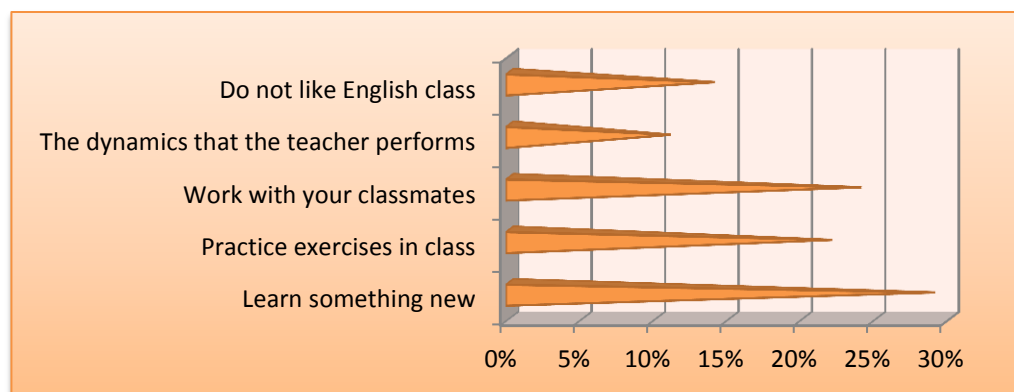 Do not like English class
The dynamics that the teacher performs
Work with your classmates
Practice exercises in class
Learn something new
0% 5% 10% 15% 20% 25% 30%